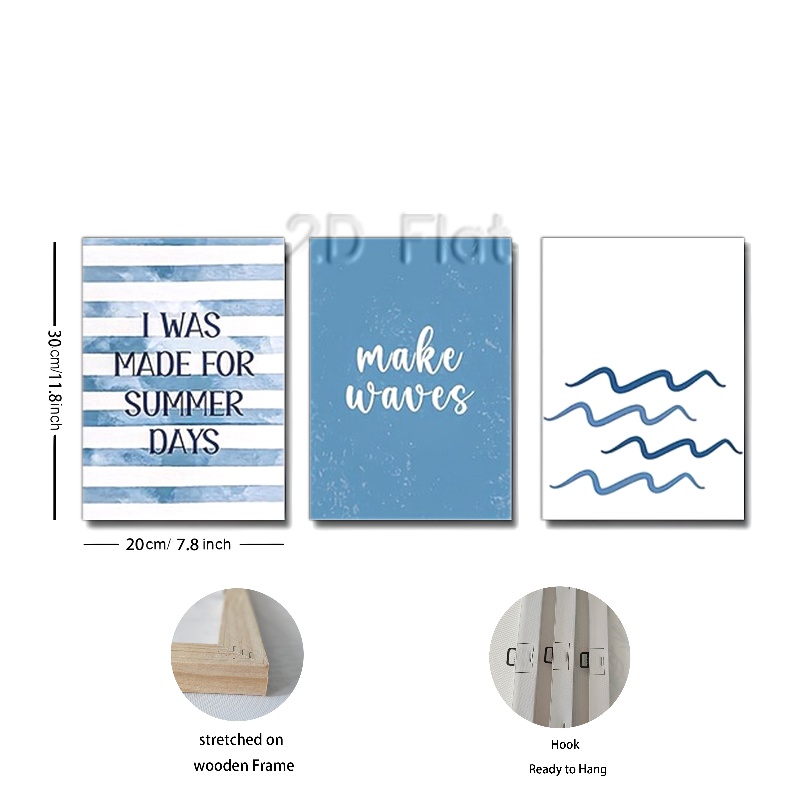 2D Flat
I WAS
MADE FOR
SUMMER
DAYS
make
waves
30cm/11.8inch
20cm/ 7.8 inch
stretched on
wooden Frame
Hook
Ready to Hang